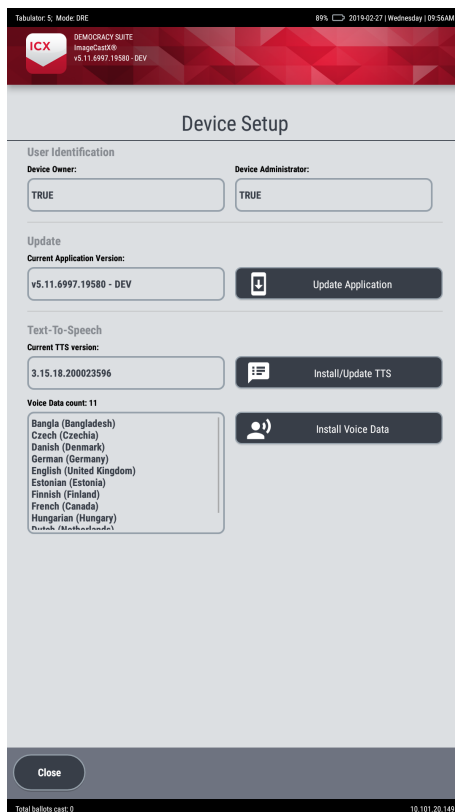 Tabulator: 5; Mode: DRE
89% 2019-02-27 | Wednesday | 09:56AM
ICX
DEMOCRACY SUITE
ImageCastX®
v5.11.6997.19580 - DEV
Device Setup
User Identification
Device Owner: Device Administrator:
TRUE TRUE
Update
Current Application Version:
v5.11.6997.19580 - DEV Update Application
Text-To-Speech
Current TTS version:
3.15.18.200023596 Install/Update TTS
Voice Data count: 11
Bangla (Bangladesh) Install Voice Data
Czech (Czechia)
Danish (Denmark)
German (Germany)
English (United Kingdom)
Estonian (Estonia)
Finnish (Finland)
French (Canada)
Hungarian (Hungary)
Dutch (Netherlands)
Close
Total ballots cast: 0 10.101.20.149